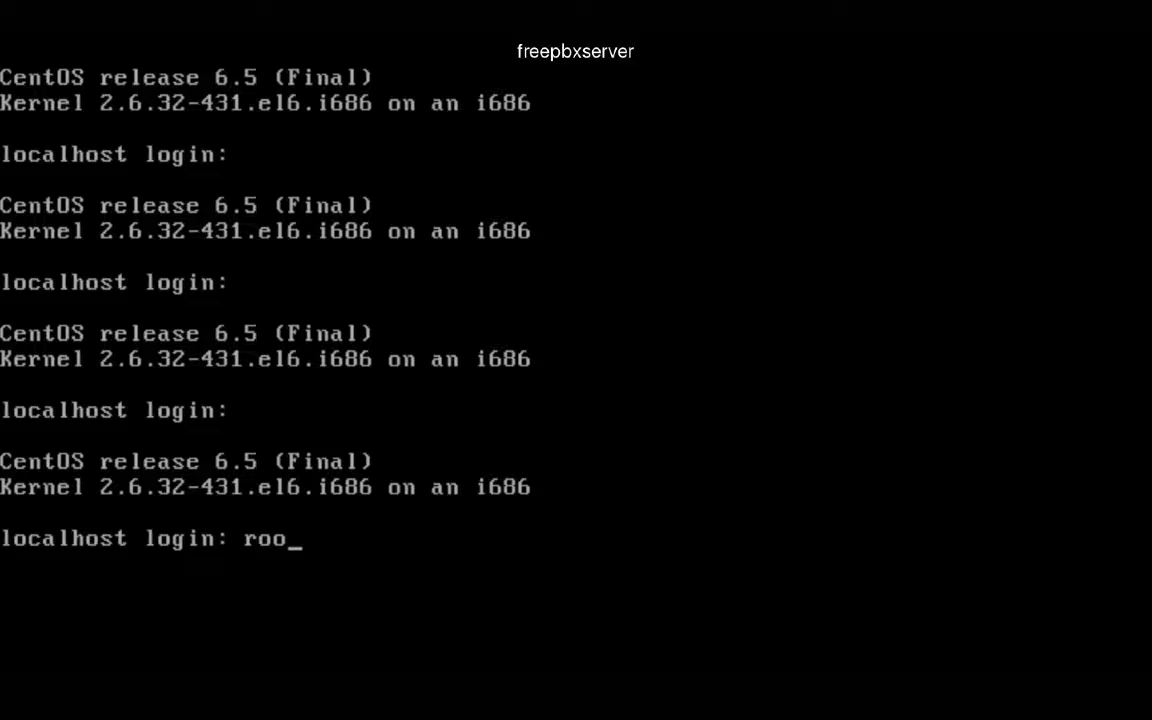 freepbxserver
CentOS release 6.5 (Final)
Kernel 2.6.32-431.el6.i686 on an i686
localhost login:
CentOS release 6.5 (Final)
Kernel 2.6.32-431.el6.i686 on an i686
localhost login:
CentOS release 6.5 (Final)
Kernel 2.6.32-431.el6.i686 on an i686
localhost login:
CentOS release 6.5 (Final)
Kernel 2.6.32-431.el6.i686 on an i686
localhost login: roo_